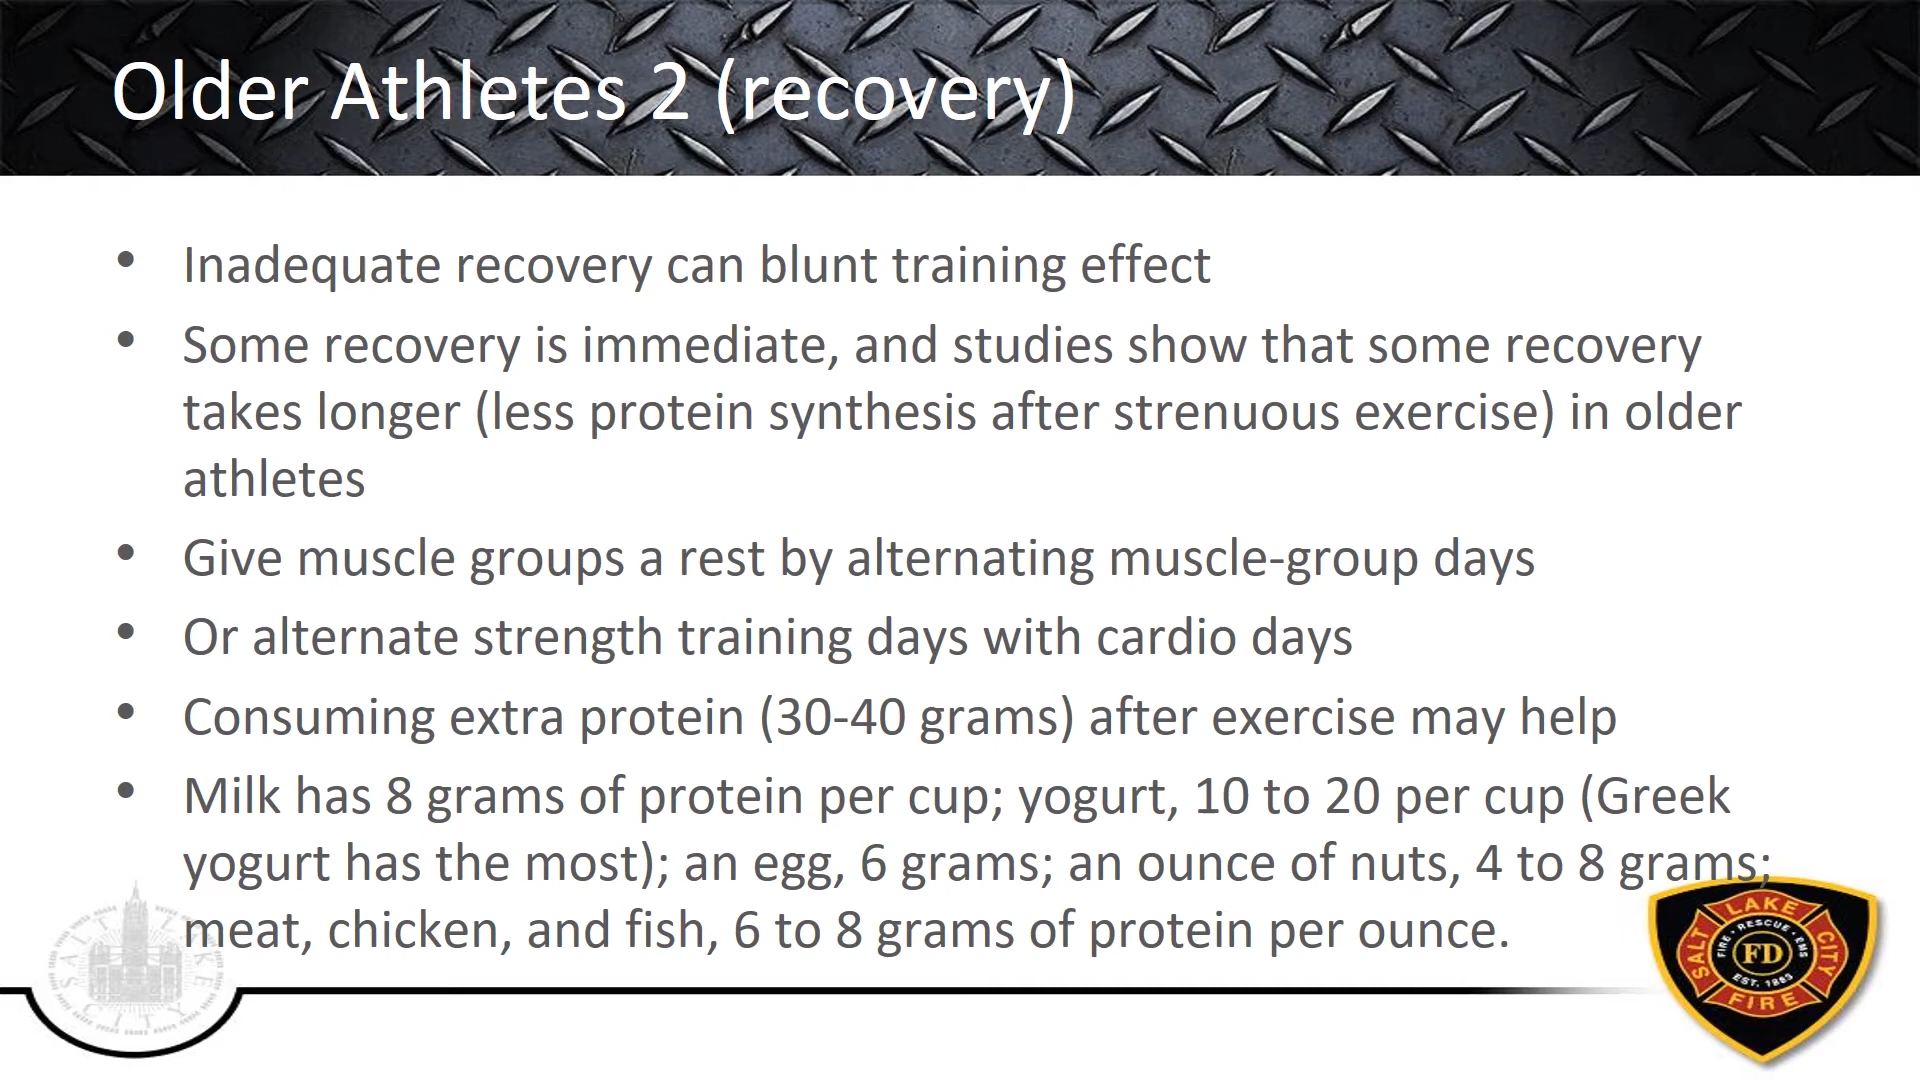 Older Athletes 2 (recovery)
• Inadequate recovery can blunt training effect
• Some recovery is immediate, and studies show that some recovery
takes longer (less protein synthesis after strenuous exercise) in older
athletes
• Give muscle groups a rest by alternating muscle-group days
• Or alternate strength training days with cardio days
• Consuming extra protein (30-40 grams) after exercise may help
• Milk has 8 grams of protein per cup; yogurt, 10 to 20 per cup (Greek
yogurt has the most); an egg, 6 grams; an ounce of nuts, 4 to 8 grams;
meat, chicken, and fish, 6 to 8 grams of protein per ounce.
SALT LAKE CITY
SALT LAKE CITY
FIRE • RESCUE • EMS
FD
EST. 1883
FIRE